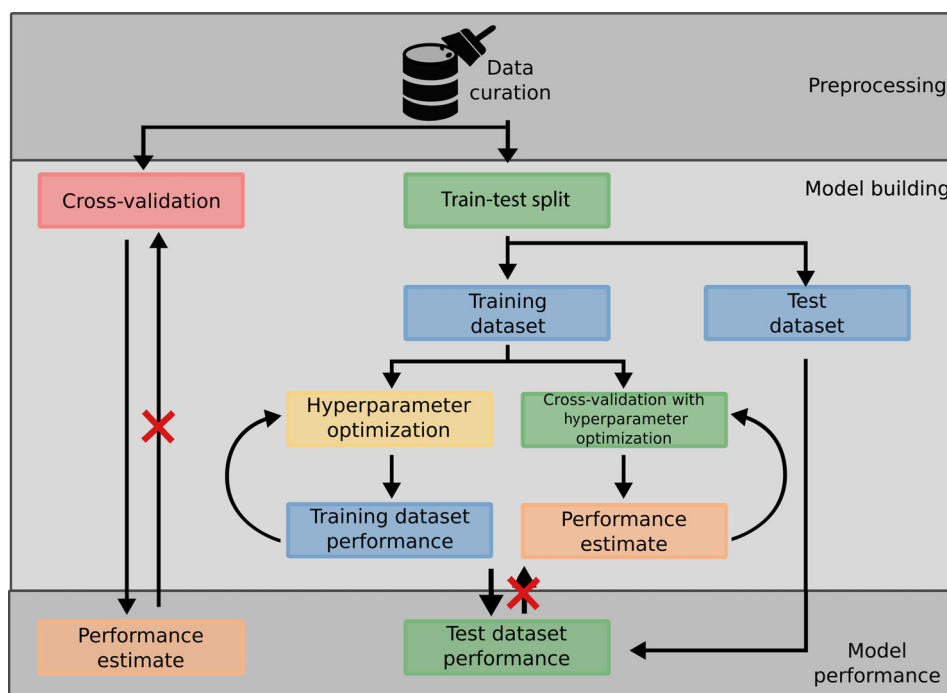 Data
curation
Preprocessing
Cross-validation
Train-test split
Model building
Training
dataset
Test
dataset
Hyperparameter
optimization
Cross-validation with
hyperparameter
optimization
Training dataset
performance
Performance
estimate
Performance
estimate
Test dataset
performance
Model
performance